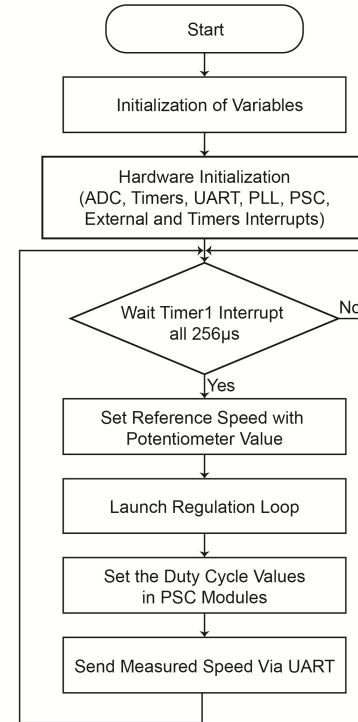 Start
Initialization of Variables
Hardware Initialization
(ADC, Timers, UART, PLL, PSC,
External and Timers Interrupts)
Wait Timer1 Interrupt
all 256µs
No
Yes
Set Reference Speed with
Potentiometer Value
Launch Regulation Loop
Set the Duty Cycle Values
in PSC Modules
Send Measured Speed Via UART